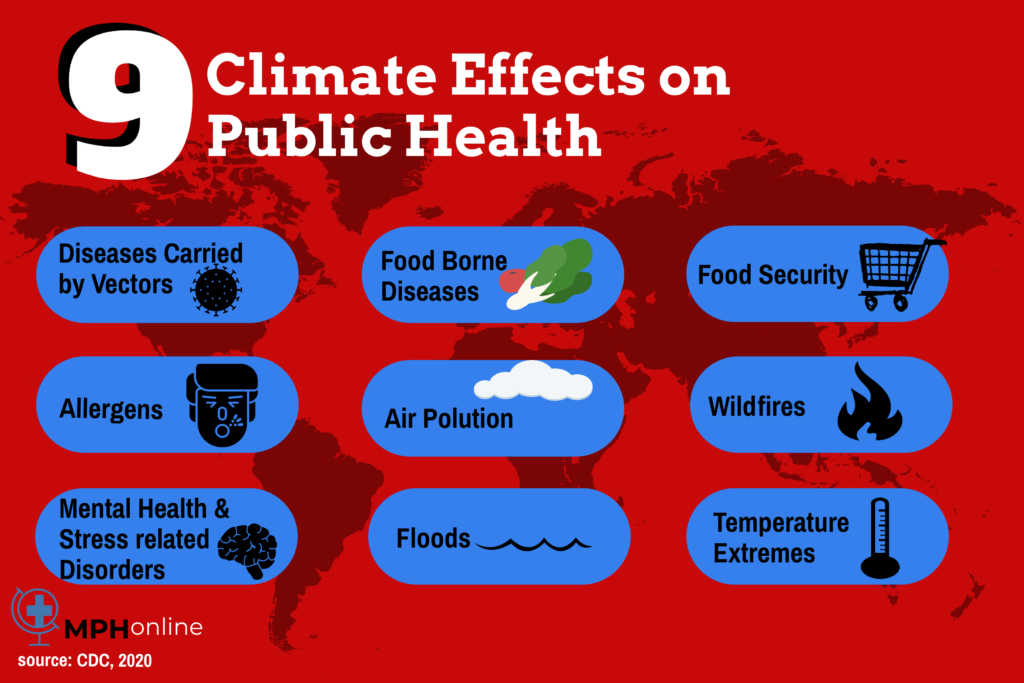 9
Climate Effects on
Public Health
Diseases Carried
by Vectors
Food Borne
Diseases
Food Security
Allergens
Air Polution
Wildfires
Mental Health &
Stress related
Disorders
Floods
Temperature
Extremes
MPHonline
source: CDC, 2020